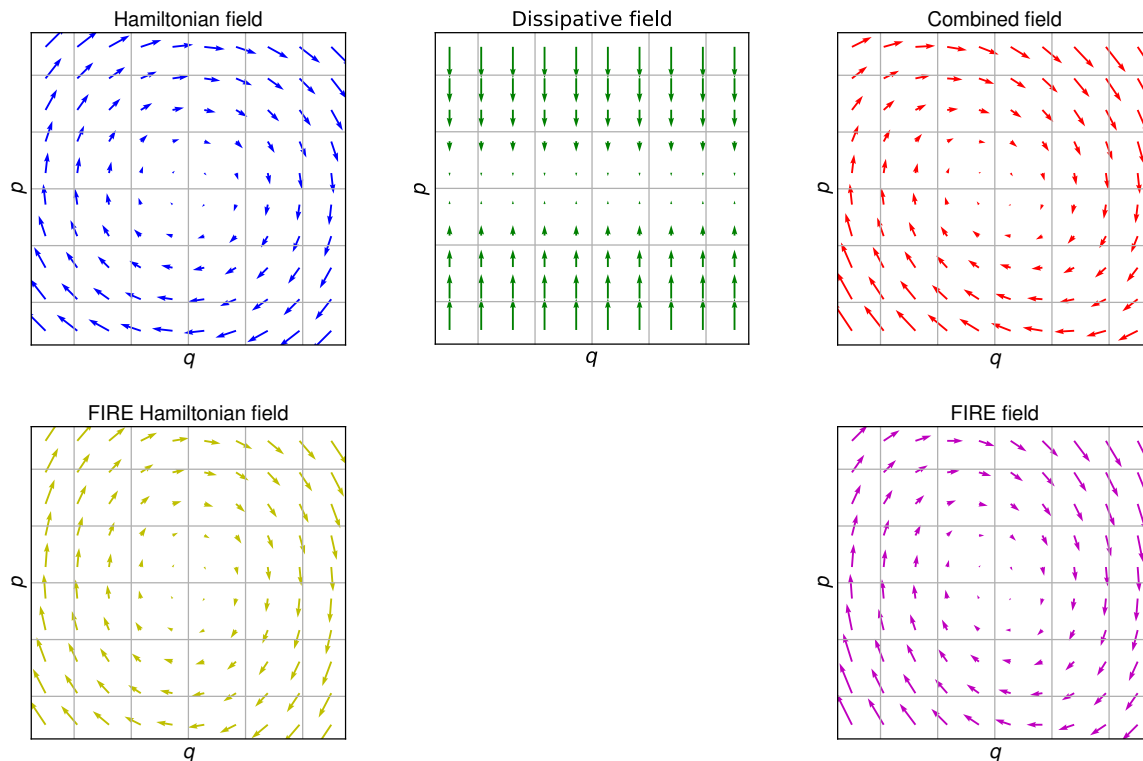 Hamiltonian field
Dissipative field
Combined field
p
p
p
q
q
q
FIRE Hamiltonian field
FIRE field
p
p
q
q